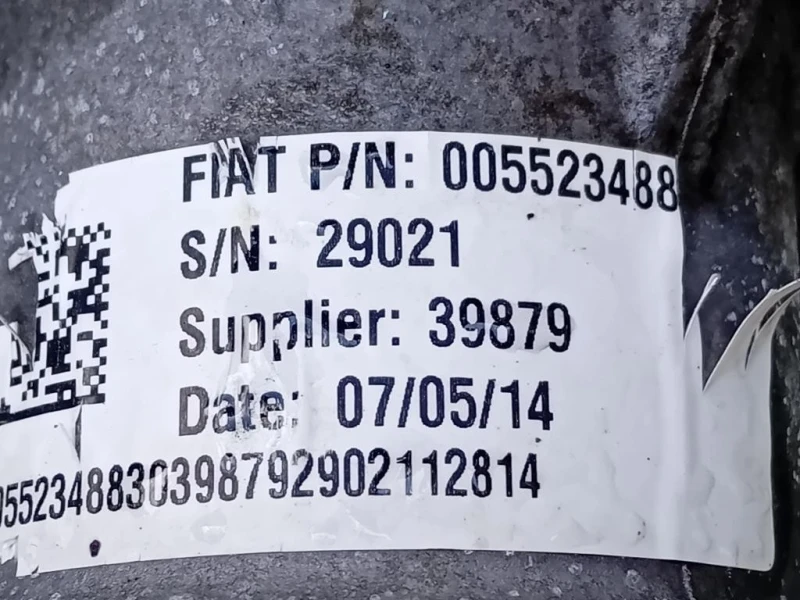 FIAT P/N: 005523488
S/N: 29021
Supplier: 39879
Date: 07/05/14
0552348830398792902112814